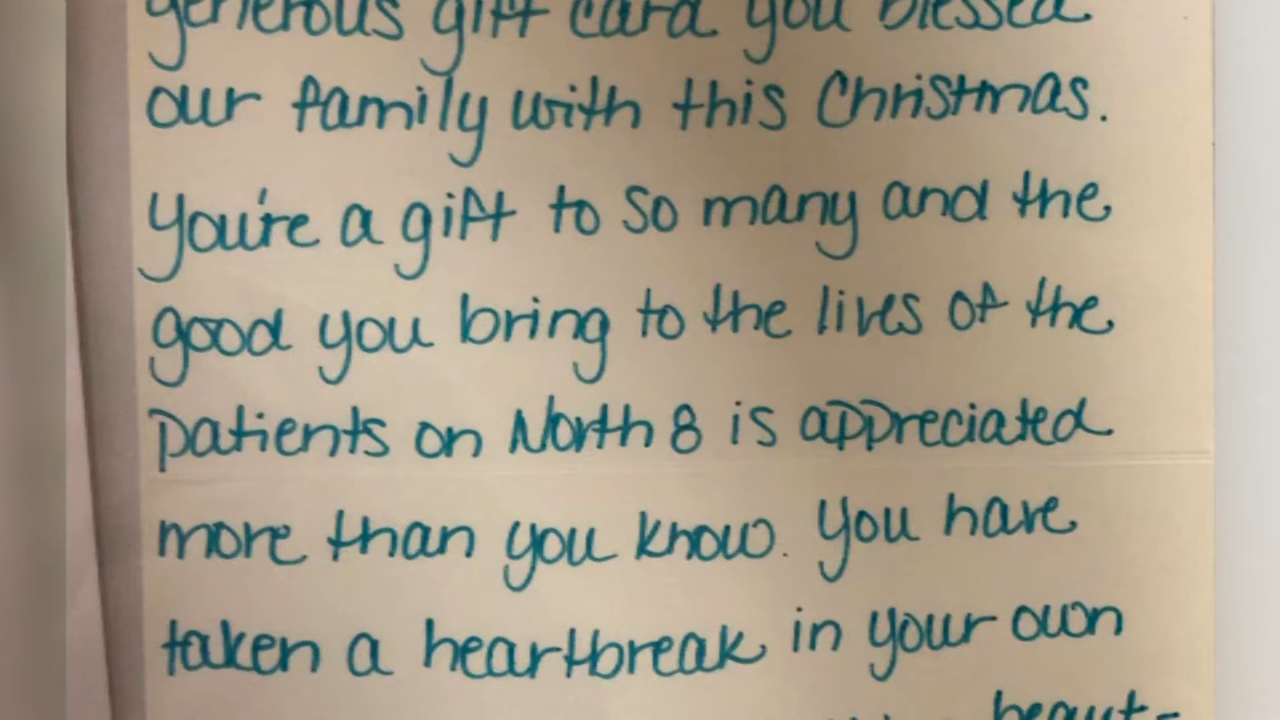 generous gift card you blessed
our family with this Christmas.
You're a gift to so many and the
good you bring to the lives of the
patients on North 8 is appreciated
more than you know. You have
taken a heartbreak in your own
beaut-